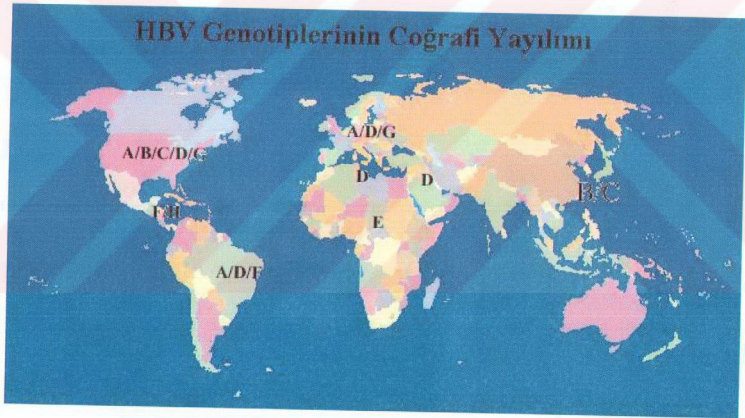 HBV Genotiplerinin Coğrafi Yayılımı
A/D/G
A/B/C/D/G
D
D
B/C
F/H
E
A/D/F